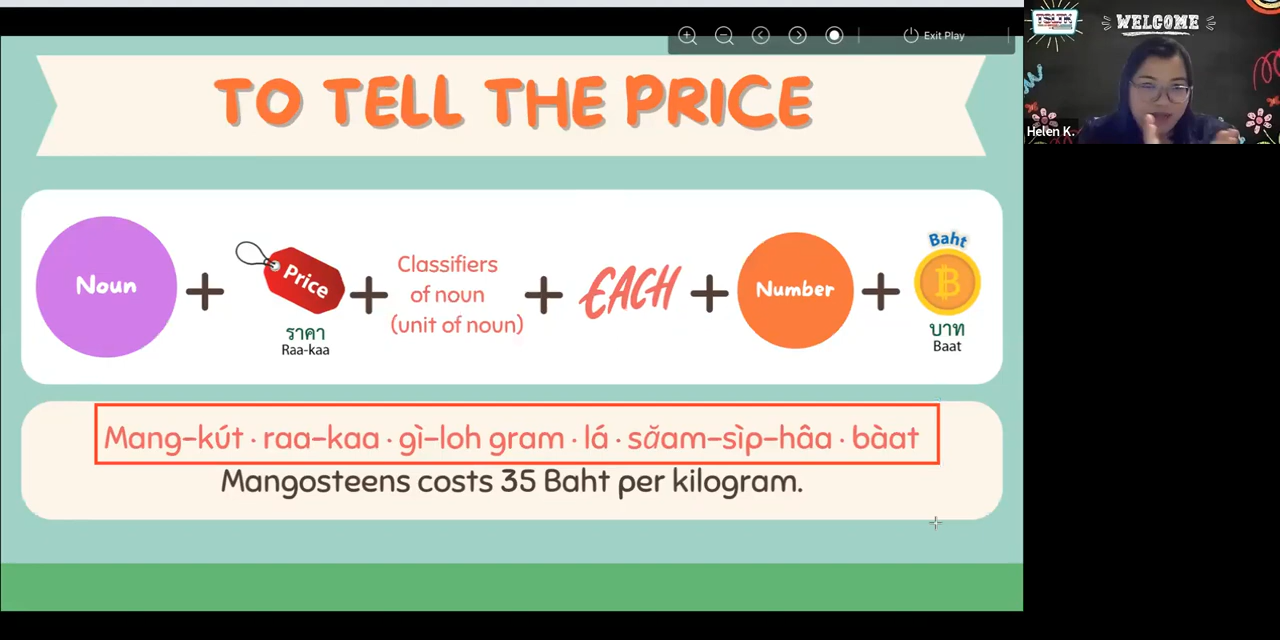 Exit Play
TSLTK
WELCOME
Helen K.
TO TELL THE PRICE
Noun
+
Price
ราคา
Raa-kaa
+
Classifiers
of noun
(unit of noun)
+
EACH
+
Number
+
Baht
บาท
Baat
Mang-kút · raa-kaa · gì-loh gram · lá · săam-sìp-hâa · bàat
Mangosteens costs 35 Baht per kilogram.